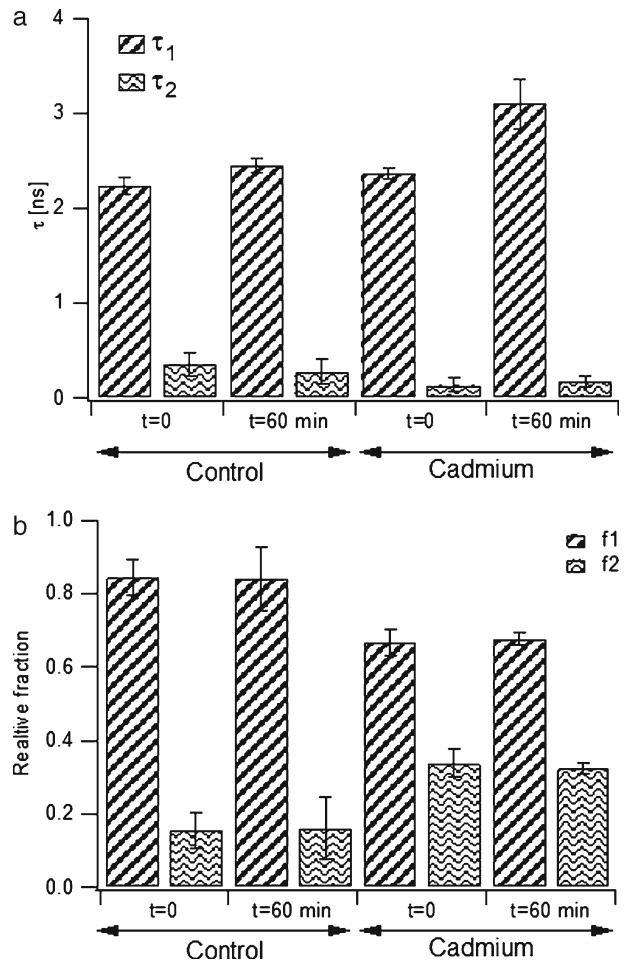 a
4
3
2
1
0
τ [ns]
τ1
τ2
t=0 t=60 min t=0 t=60 min
Control Cadmium
b
1.0
0.8
0.6
0.4
0.2
0.0
Realtive fraction
f1
f2
t=0 t=60 min t=0 t=60 min
Control Cadmium